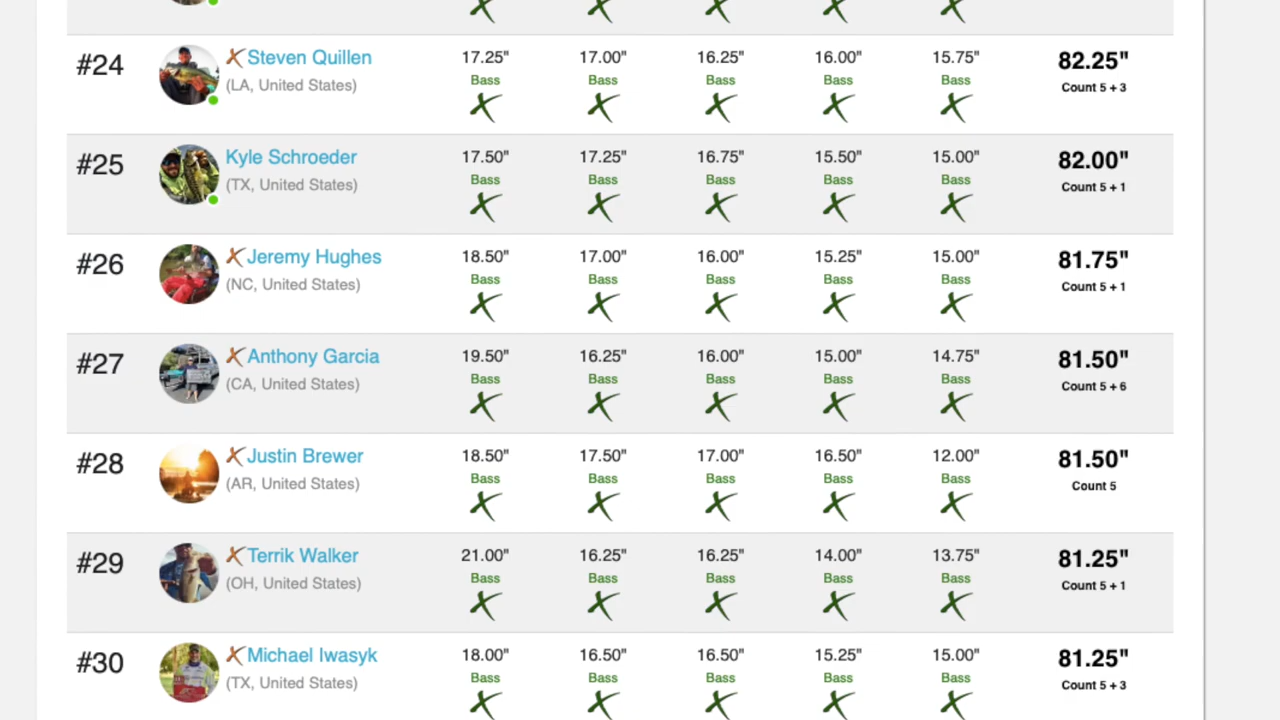 #24 Steven Quillen 17.25" 17.00" 16.25" 16.00" 15.75" 82.25"
(LA, United States) Bass Bass Bass Bass Bass Count 5 + 3
#25 Kyle Schroeder 17.50" 17.25" 16.75" 15.50" 15.00" 82.00"
(TX, United States) Bass Bass Bass Bass Bass Count 5 + 1
#26 Jeremy Hughes 18.50" 17.00" 16.00" 15.25" 15.00" 81.75"
(NC, United States) Bass Bass Bass Bass Bass Count 5 + 1
#27 Anthony Garcia 19.50" 16.25" 16.00" 15.00" 14.75" 81.50"
(CA, United States) Bass Bass Bass Bass Bass Count 5 + 6
#28 Justin Brewer 18.50" 17.50" 17.00" 16.50" 12.00" 81.50"
(AR, United States) Bass Bass Bass Bass Bass Count 5
#29 Terrik Walker 21.00" 16.25" 16.25" 14.00" 13.75" 81.25"
(OH, United States) Bass Bass Bass Bass Bass Count 5 + 1
#30 Michael Iwasyk 18.00" 16.50" 16.50" 15.25" 15.00" 81.25"
(TX, United States) Bass Bass Bass Bass Bass Count 5 + 3